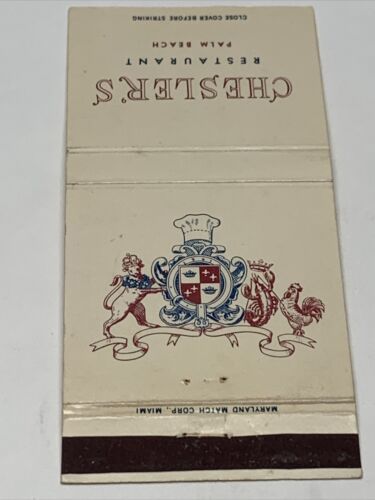 CHESLER'S
RESTAURANT
PALM BEACH
CLOSE COVER BEFORE STRIKING
MARYLAND MATCH CORP., MIAMI